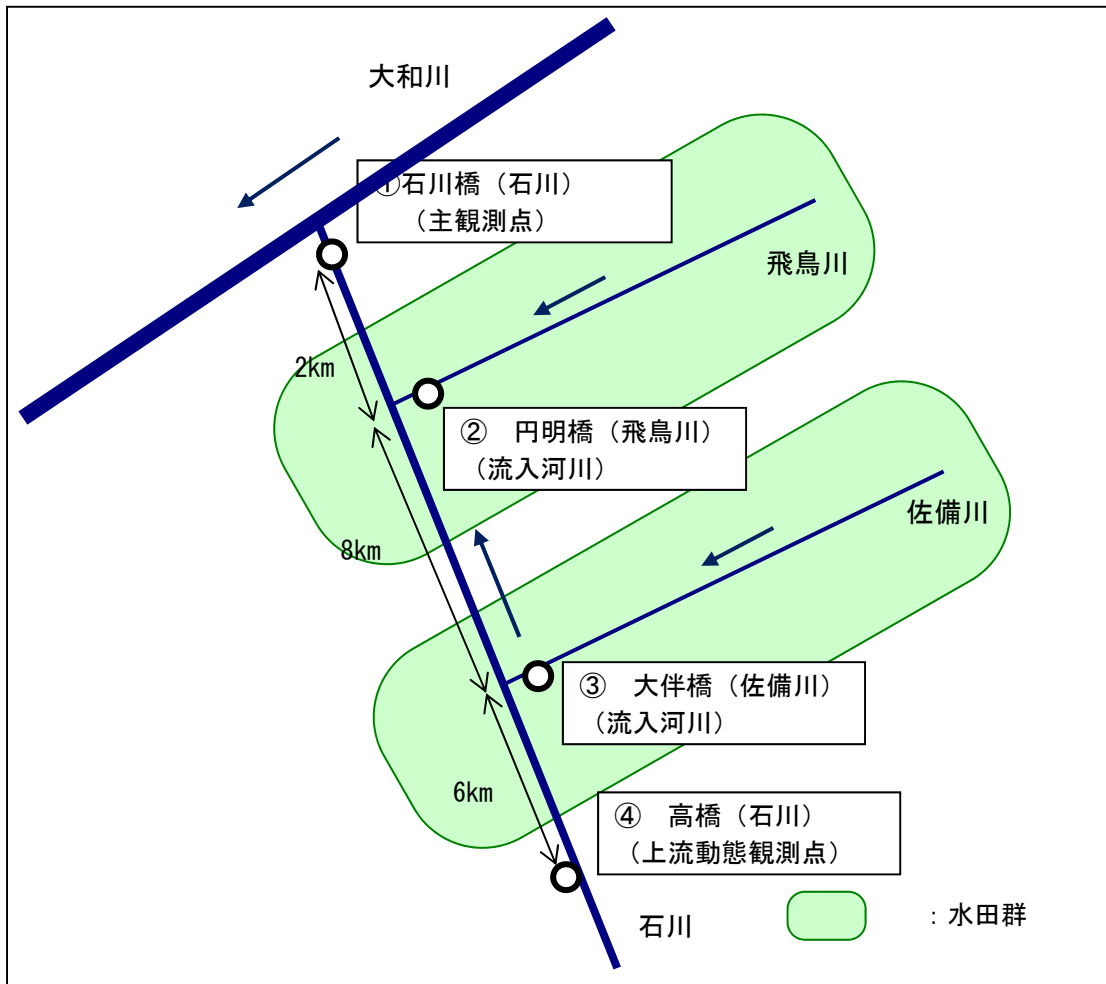 大和川
①石川橋（石川）
（主観測点）
飛鳥川
2km
② 円明橋（飛鳥川）
（流入河川）
佐備川
8km
③ 大伴橋（佐備川）
（流入河川）
6km
④ 高橋（石川）
（上流動態観測点）
石川
：水田群